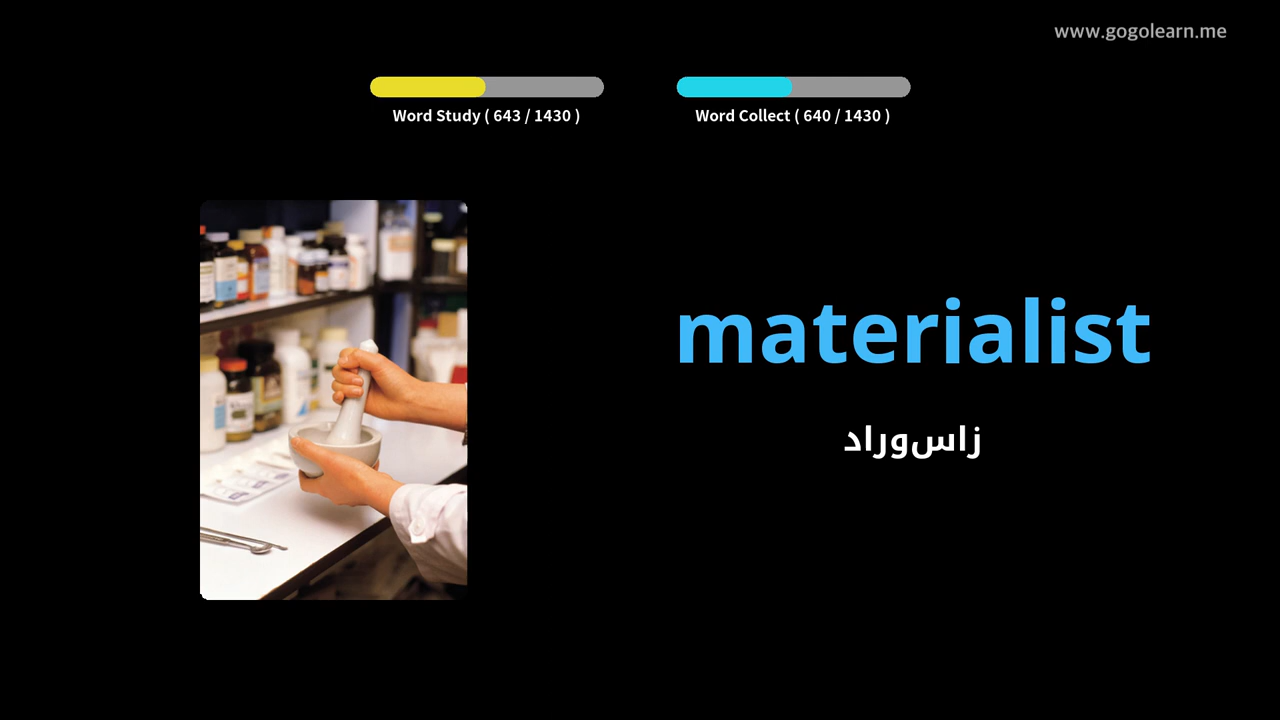 www.gogolearn.me
Word Study ( 643 / 1430 )
Word Collect ( 640 / 1430 )
materialist
زاسوراد